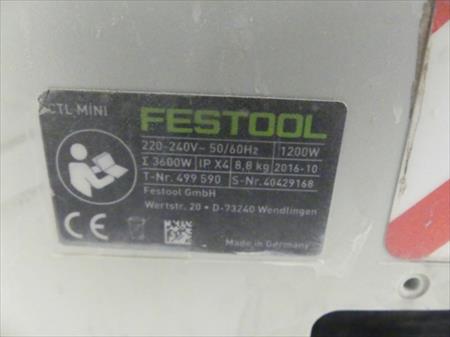 CTL MINI
FESTOOL
220-240V~ 50/60Hz 1200W
Σ 3600W IP X4 8,8 kg 2016-10
T-Nr. 499 590 S-Nr. 40429168
Festool GmbH
Wertstr. 20 • D-73240 Wendlingen
CE
Made in Germany